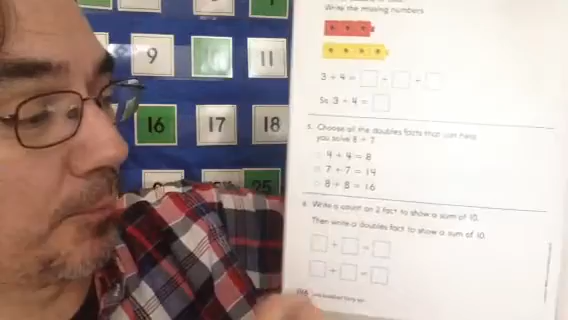 9
11
16
17
18
25
Write the missing numbers
3 + 4 =
So 3 + 4 =
5. Choose all the doubles facts that can help
you solve 8 + 7
4 + 4 = 8
7 + 7 = 14
8 + 8 = 16
6. Write a count on 2 fact to show a sum of 10.
Then write a doubles fact to show a sum of 10.
+ =
+ =